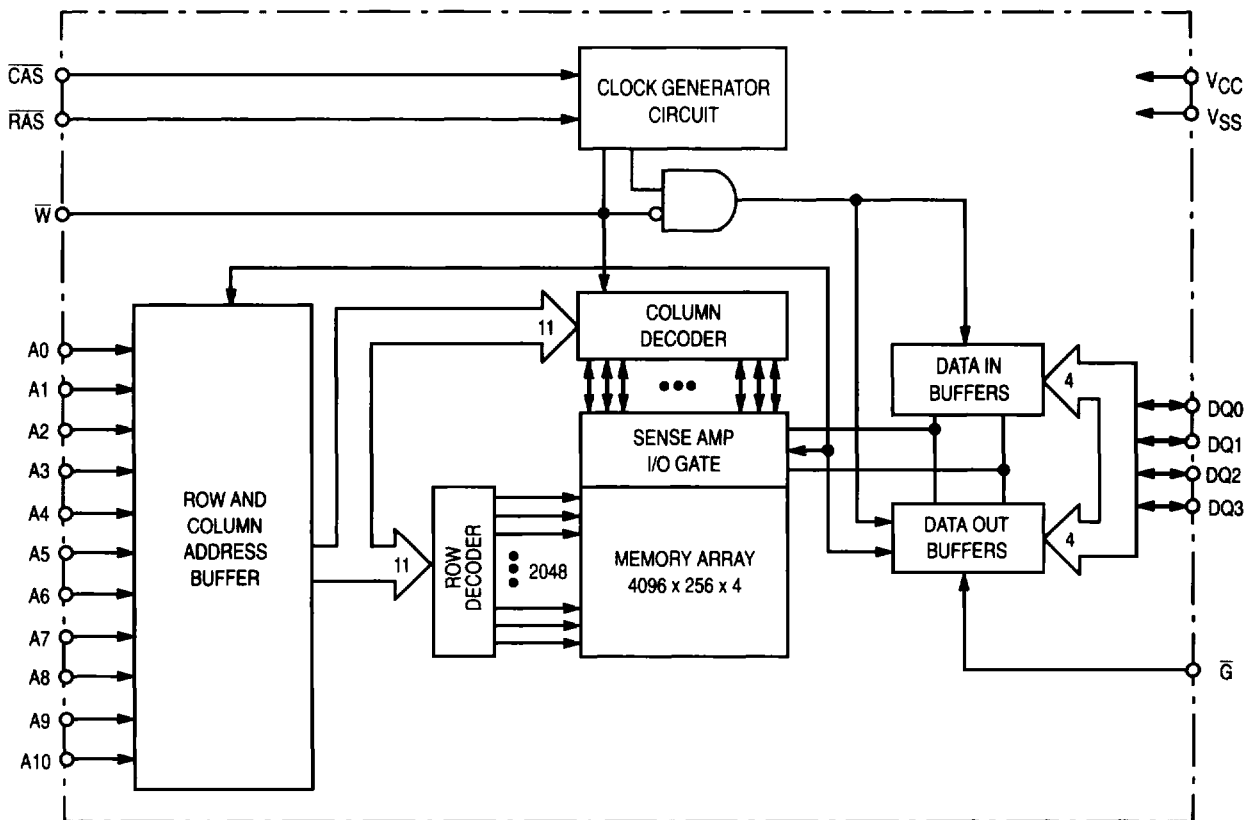 CAS
RAS
W
CLOCK GENERATOR
CIRCUIT
VCC
VSS
A0
A1
A2
A3
A4
A5
A6
A7
A8
A9
A10
ROW AND
COLUMN
ADDRESS
BUFFER
11
11
COLUMN
DECODER
SENSE AMP
I/O GATE
ROW
DECODER
2048
MEMORY ARRAY
4096 x 256 x 4
DATA IN
BUFFERS
4
DATA OUT
BUFFERS
4
DQ0
DQ1
DQ2
DQ3
G